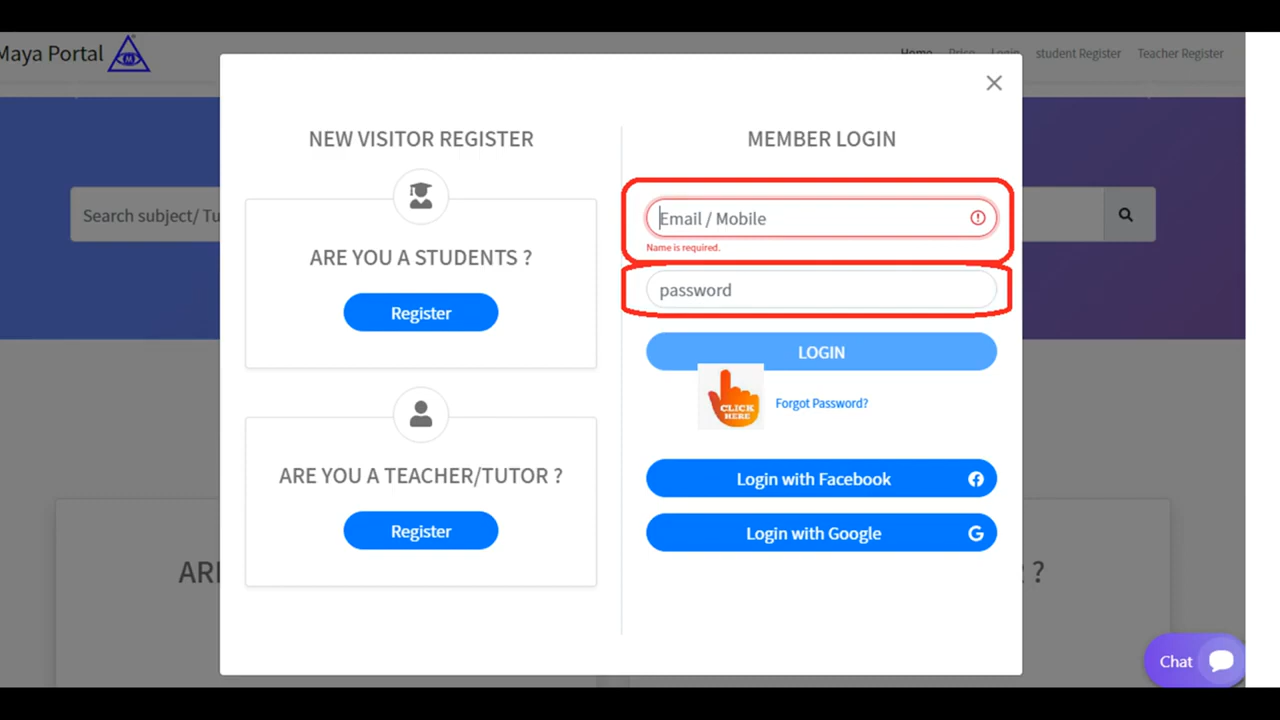 Maya Portal
Home Price Login student Register Teacher Register
NEW VISITOR REGISTER
ARE YOU A STUDENTS ?
Register
ARE YOU A TEACHER/TUTOR ?
Register
MEMBER LOGIN
Email / Mobile
Name is required.
password
LOGIN
CLICK
HERE
Forgot Password?
Login with Facebook
Login with Google
Search subject/ Tu
ARE
?
Chat